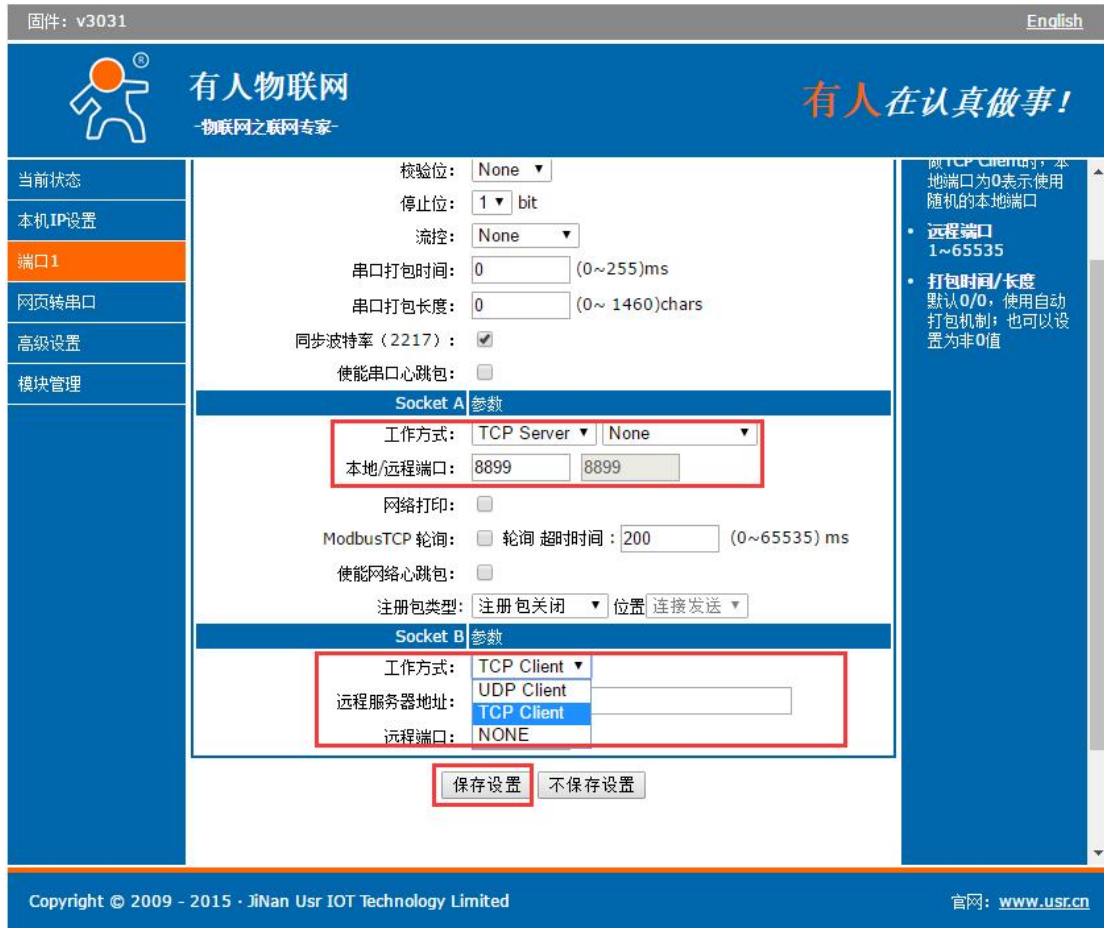 固件：v3031
English
®
有人物联网
-物联网之联网专家-
有人在认真做事！
当前状态
本机IP设置
端口1
网页转串口
高级设置
模块管理
校验位： None
停止位： 1 bit
流控： None
串口打包时间： 0 (0~255)ms
串口打包长度： 0 (0~ 1460)chars
同步波特率（2217）：
使能串口心跳包：
Socket A 参数
工作方式： TCP Server None
本地/远程端口： 8899 8899
网络打印：
ModbusTCP 轮询： 轮询 超时时间：200 (0~65535) ms
使能网络心跳包：
注册包类型： 注册包关闭 位置 连接发送
Socket B 参数
工作方式： TCP Client
UDP Client
远程服务器地址： TCP Client
远程端口： NONE
保存设置 不保存设置
做TCP Client时，本
地端口为0表示使用
随机的本地端口
• 远程端口
1~65535
• 打包时间/长度
默认0/0，使用自动
打包机制；也可以设
置为非0值
Copyright © 2009 - 2015 · JiNan Usr IOT Technology Limited
官网：www.usr.cn